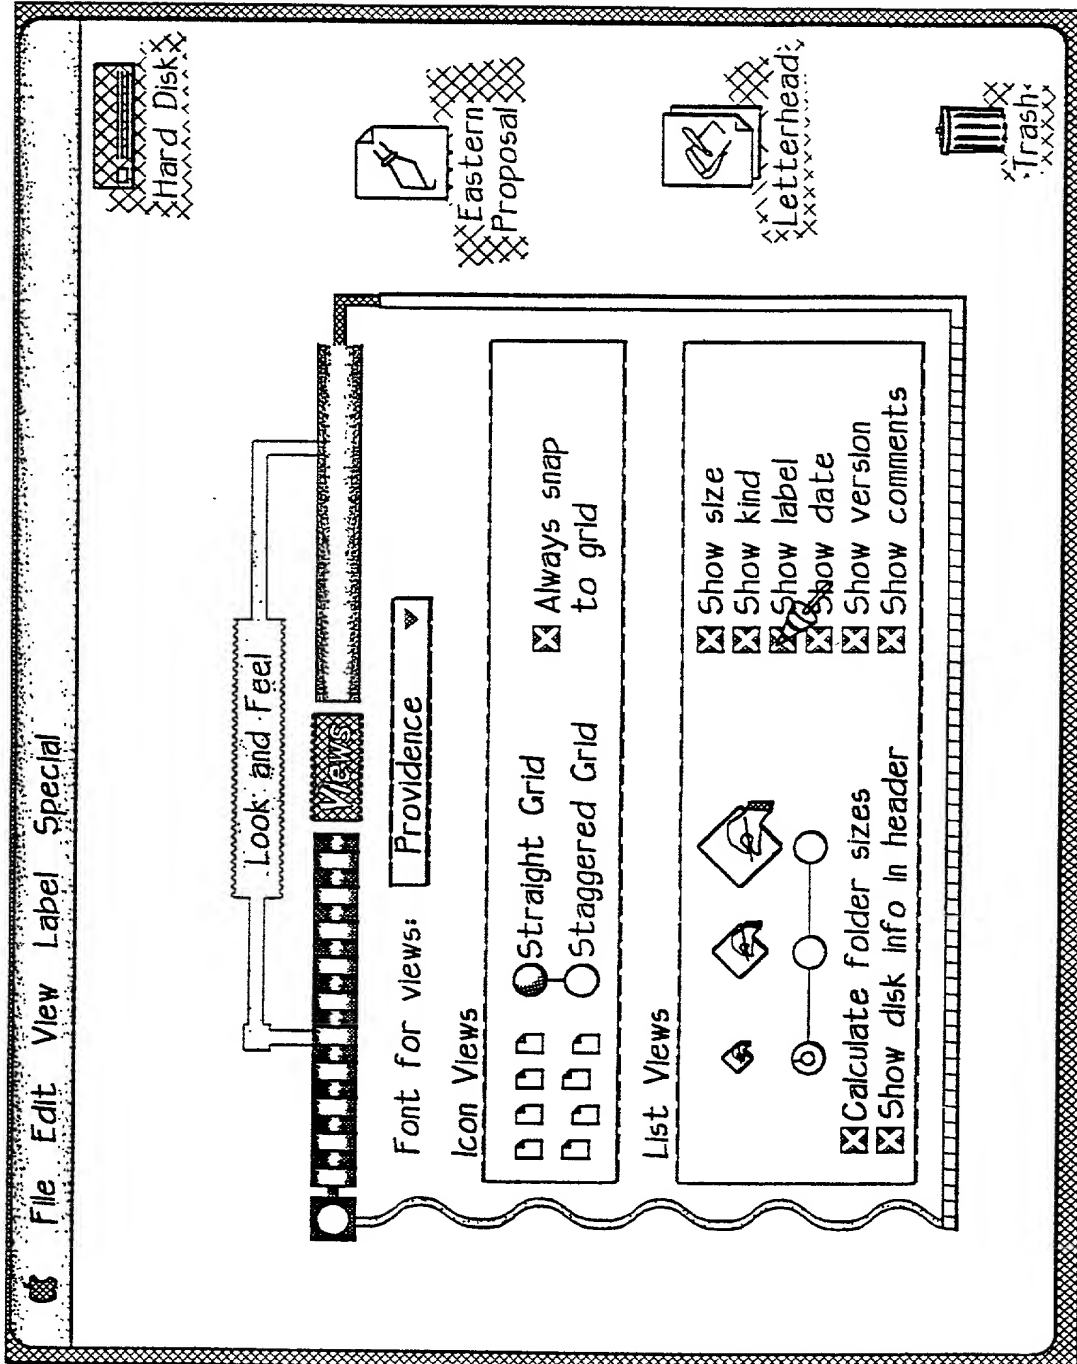 File Edit View Label Special
Hard Disk
Look and Feel
Views
Font for views: Providence
Eastern
Proposal
Icon Views
Straight Grid
Staggered Grid
Always snap
to grid
Letterhead
List Views
Show size
Show kind
Show label
Show date
Show version
Show comments
Calculate folder sizes
Show disk info in header
Trash